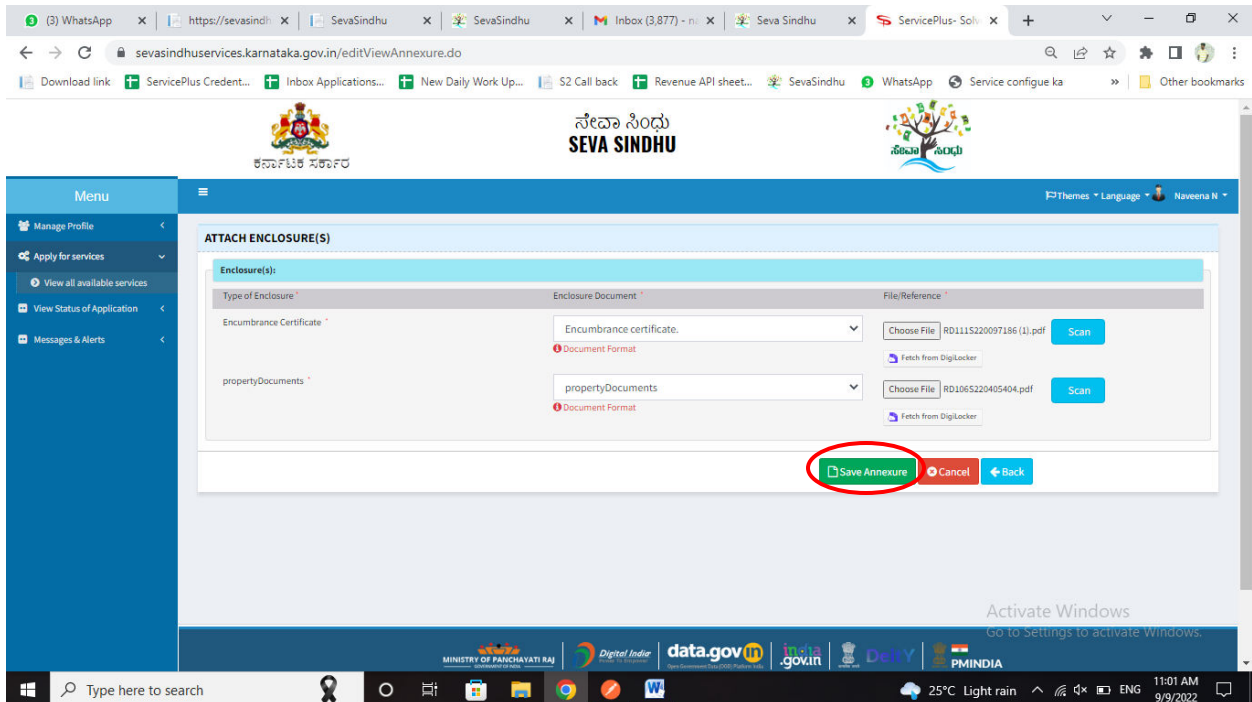 (3) WhatsApp
https://sevasindh
SevaSindhu
SevaSindhu
Inbox (3,877) - na
Seva Sindhu
ServicePlus- Solv
sevasindhuservices.karnataka.gov.in/editViewAnnexure.do
Download link
ServicePlus Credent...
Inbox Applications...
New Daily Work Up...
S2 Call back
Revenue API sheet...
SevaSindhu
WhatsApp
Service configue ka
»
Other bookmarks
ಕರ್ನಾಟಕ ಸರ್ಕಾರ
ಸೇವಾ ಸಿಂಧು
SEVA SINDHU
ಸೇವಾ ಸಿಂಧು
Menu
Themes
Language
Naveena N
Manage Profile
Apply for services
View all available services
View Status of Application
Messages & Alerts
ATTACH ENCLOSURE(S)
Enclosure(s):
Type of Enclosure *
Enclosure Document *
File/Reference *
Encumbrance Certificate *
Encumbrance certificate.
Document Format
Choose File RD1115220097186 (1).pdf
Scan
Fetch from DigiLocker
propertyDocuments *
propertyDocuments
Document Format
Choose File RD1065220405404.pdf
Scan
Fetch from DigiLocker
Save Annexure
Cancel
Back
Activate Windows
Go to Settings to activate Windows.
MINISTRY OF PANCHAYATI RAJ
Digital India
data.gov in
india.gov.in
DeitY
PMINDIA
Type here to search
25°C Light rain
ENG
11:01 AM
9/9/2022